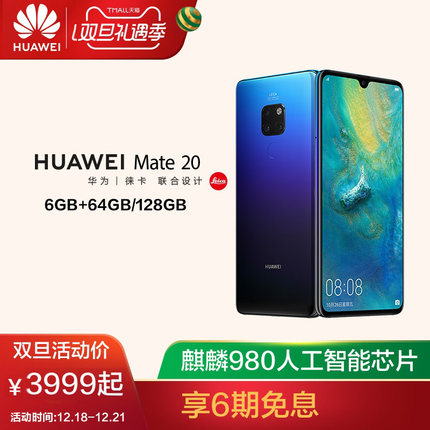 HUAWEI
TMALL天猫
双旦礼遇季
HUAWEI Mate 20
华为 | 徕卡 联合设计
Leica
6GB+64GB/128GB
LEICA
HUAWEI
08:08
双旦活动价
¥3999起
活动时间:12.18-12.21
麒麟980人工智能芯片
享6期免息